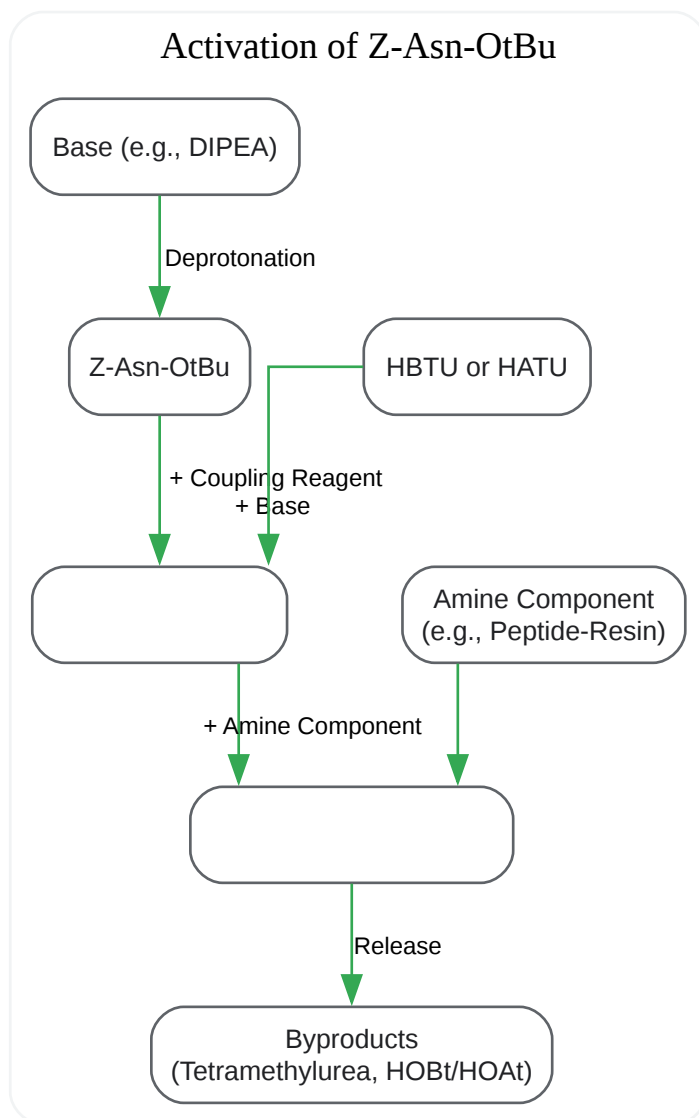 Activation of Z-Asn-OtBu
Base (e.g., DIPEA)
Deprotonation
Z-Asn-OtBu
HBTU or HATU
+ Coupling Reagent
+ Base
Amine Component
(e.g., Peptide-Resin)
+ Amine Component
Release
Byproducts
(Tetramethylurea, HOBt/HOAt)